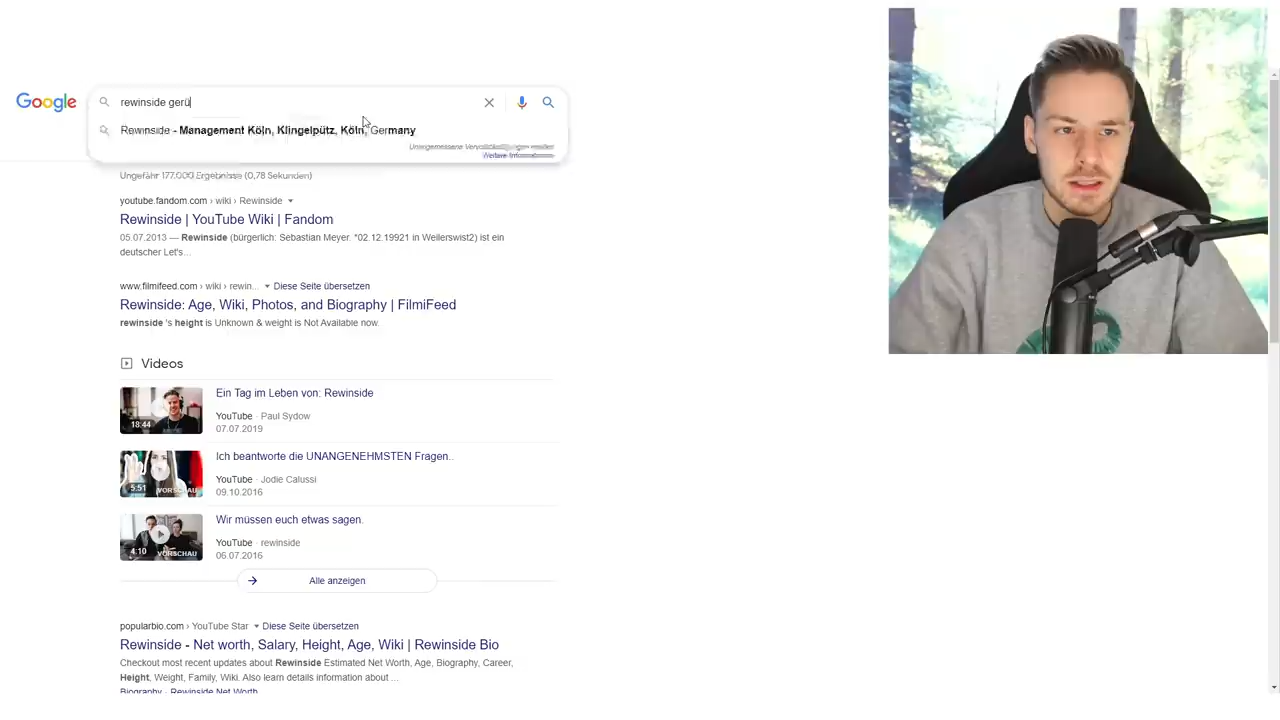 Google
rewinside gerü
Rewinside - Management Köln, Klingelpütz, Köln, Germany
Ungefähr 177.000 Ergebnisse (0,78 Sekunden)
youtube.fandom.com › wiki › Rewinside
Rewinside | YouTube Wiki | Fandom
05.07.2013 — Rewinside (bürgerlich: Sebastian Meyer. *02.12.19921 in Weilerswist2) ist ein
deutscher Let's...
www.filmifeed.com › wiki › rewin... Diese Seite übersetzen
Rewinside: Age, Wiki, Photos, and Biography | FilmiFeed
rewinside 's height is Unknown & weight is Not Available now.
Videos
Ein Tag im Leben von: Rewinside
YouTube · Paul Sydow
18:44
07.07.2019
Ich beantworte die UNANGENEHMSTEN Fragen..
YouTube · Jodie Calussi
5:51 VORSCHAU
09.10.2016
Wir müssen euch etwas sagen.
YouTube · rewinside
4:10 VORSCHAU
06.07.2016
Alle anzeigen
popularbio.com › YouTube Star Diese Seite übersetzen
Rewinside - Net worth, Salary, Height, Age, Wiki | Rewinside Bio
Checkout most recent updates about Rewinside Estimated Net Worth, Age, Biography, Career,
Height, Weight, Family, Wiki. Also learn details information about ...
Biography · Rewinside Net Worth